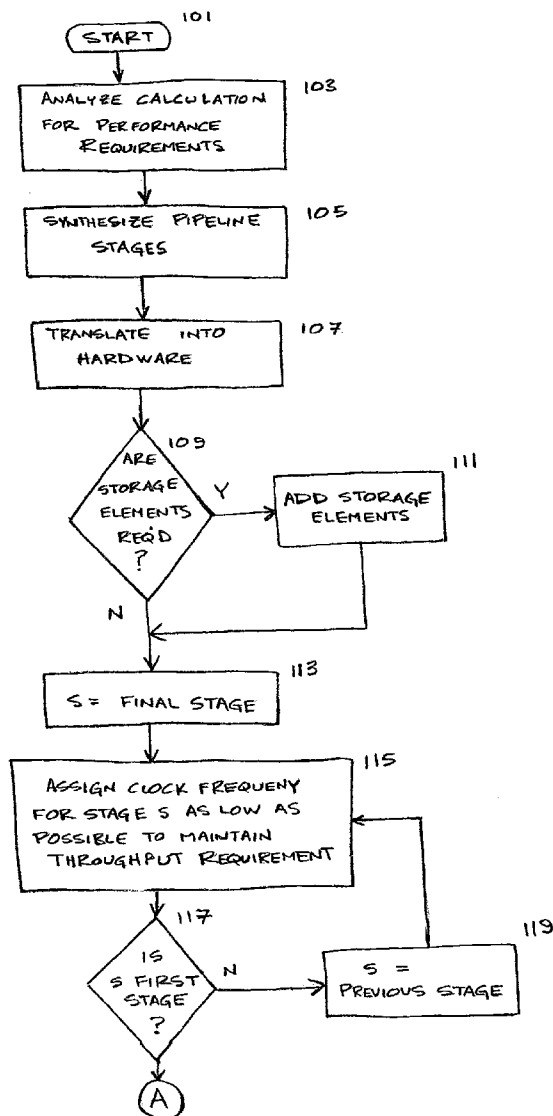 101
START
103
ANALYZE CALCULATION
FOR PERFORMANCE
REQUIREMENTS
105
SYNTHESIZE PIPELINE
STAGES
107
TRANSLATE INTO
HARDWARE
109
ARE
STORAGE
ELEMENTS
REQ'D
?
Y
111
ADD STORAGE
ELEMENTS
N
113
S = FINAL STAGE
115
ASSIGN CLOCK FREQUENY
FOR STAGE S AS LOW AS
POSSIBLE TO MAINTAIN
THROUGHPUT REQUIREMENT
117
IS
S FIRST
STAGE
?
N
119
S =
PREVIOUS STAGE
A